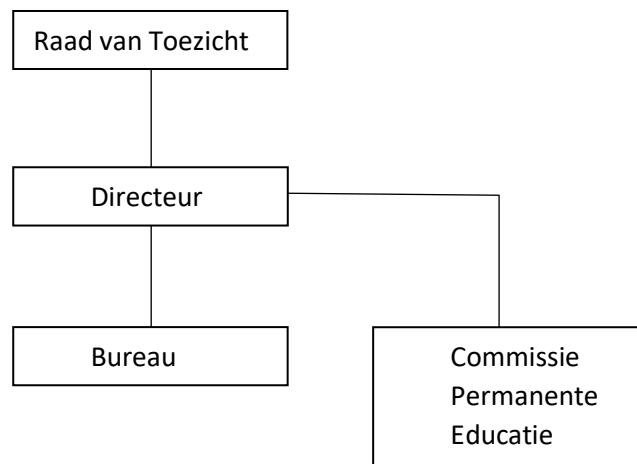 Raad van Toezicht
Directeur
Bureau
Commissie
Permanente
Educatie